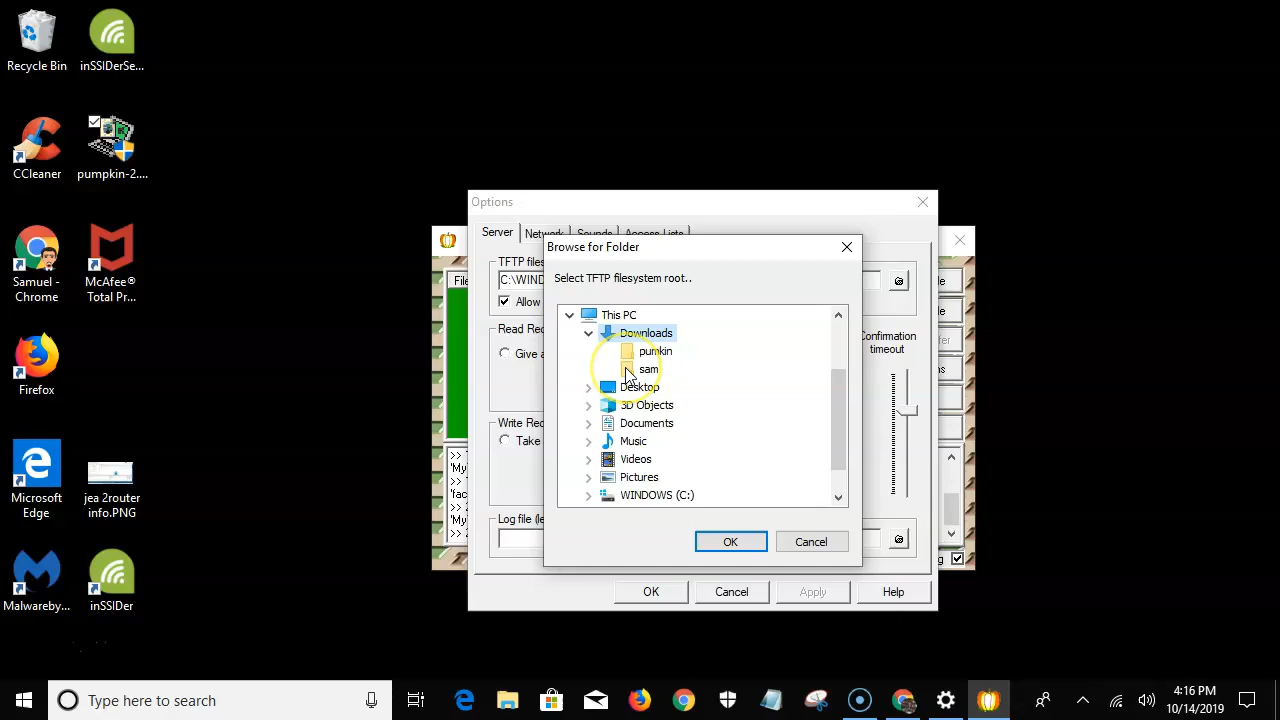 Recycle Bin
inSSIDerSe...
CCleaner
pumpkin-2....
Samuel -
Chrome
McAfee®
Total Pr...
Firefox
Microsoft
Edge
jea 2router
info.PNG
Malwareby...
inSSIDer
Options
Server
Network
Sounds
Access Lists
TFTP files
C:\WIND
Allow
Read Req
Give a
Write Req
Take
Log file (le
Confirmation
timeout
OK
Cancel
Apply
Help
Browse for Folder
Select TFTP filesystem root..
This PC
Downloads
pumkin
sam
Desktop
3D Objects
Documents
Music
Videos
Pictures
WINDOWS (C:)
OK
Cancel
'My
>> 2
Type here to search
4:16 PM
10/14/2019